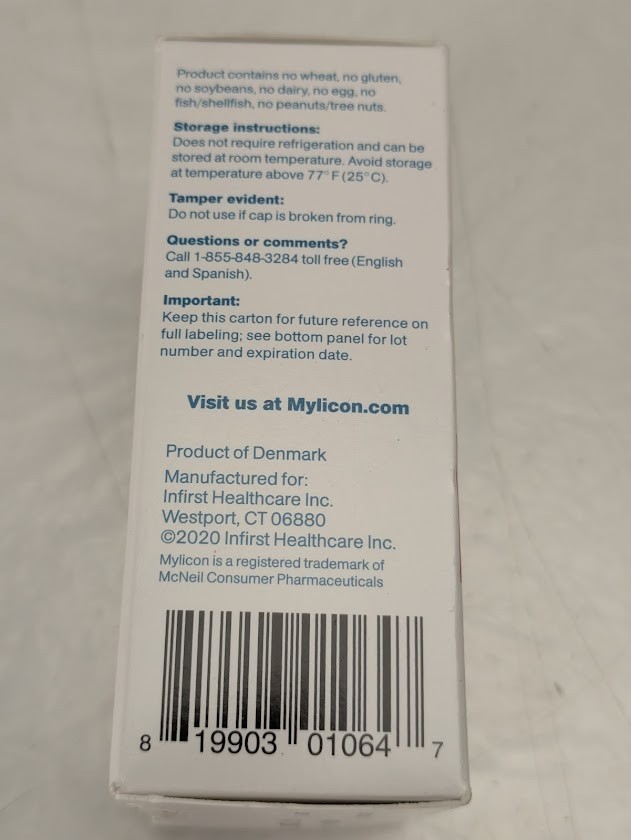 Product contains no wheat, no gluten,
no soybeans, no dairy, no egg, no
fish/shellfish, no peanuts/tree nuts.
Storage instructions:
Does not require refrigeration and can be
stored at room temperature. Avoid storage
at temperature above 77°F (25°C).
Tamper evident:
Do not use if cap is broken from ring.
Questions or comments?
Call 1-855-848-3284 toll free (English
and Spanish).
Important:
Keep this carton for future reference on
full labeling; see bottom panel for lot
number and expiration date.
Visit us at Mylicon.com
Product of Denmark
Manufactured for:
Infirst Healthcare Inc.
Westport, CT 06880
©2020 Infirst Healthcare Inc.
Mylicon is a registered trademark of
McNeil Consumer Pharmaceuticals
8 19903 01064 7